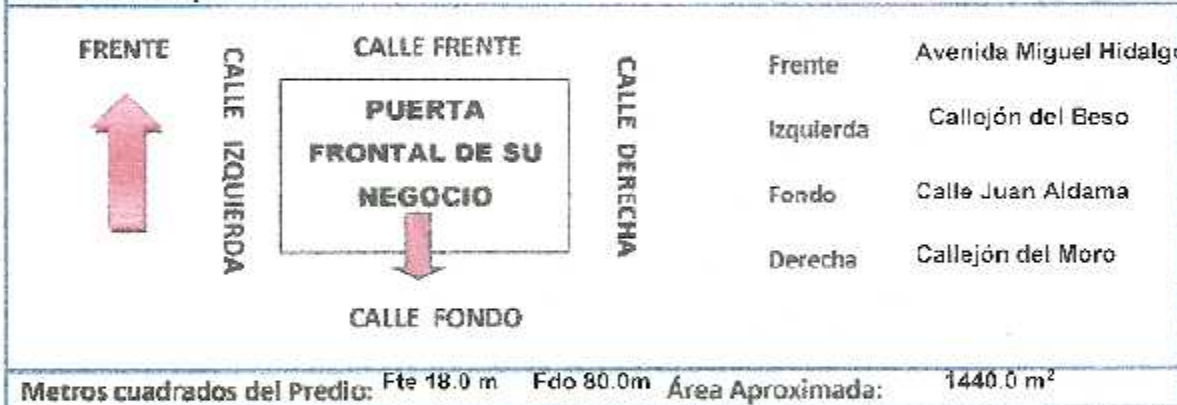 FRENTE
CALLE IZQUIERDA
CALLE FRENTE
PUERTA
FRONTAL DE SU
NEGOCIO
CALLE DERECHA
CALLE FONDO
Frente Avenida Miguel Hidalgo
Izquierda Callejón del Beso
Fondo Calle Juan Aldama
Derecha Callejón del Moro
Metros cuadrados del Predio: Fte 18.0 m Fdo 80.0m Área Aproximada: 1440.0 m²